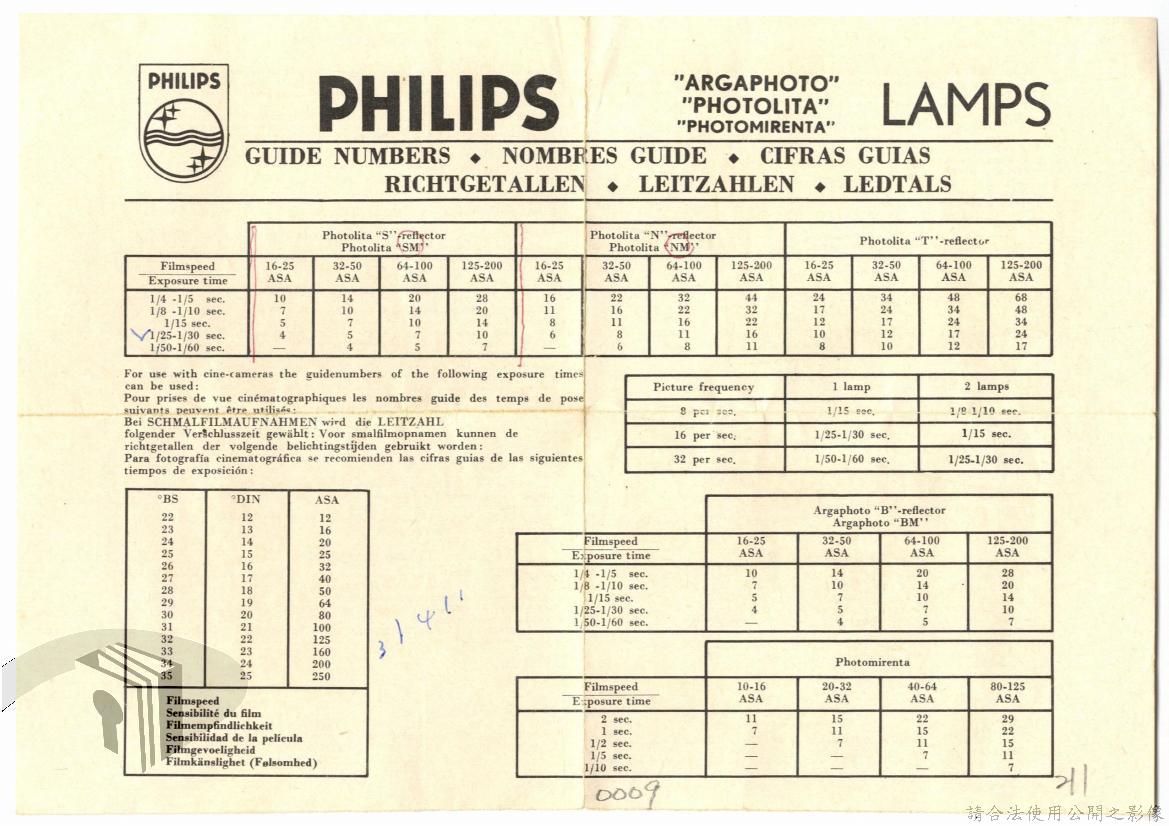 PHILIPS
PHILIPS
"ARGAPHOTO"
"PHOTOLITA"
"PHOTOMIRENTA"
LAMPS
GUIDE NUMBERS ◆ NOMBRES GUIDE ◆ CIFRAS GUIAS
RICHTGETALLEN ◆ LEITZAHLEN ◆ LEDTALS
Photolita "S"-reflector Photolita "N"-reflector Photolita "T"-reflector
Photolita "SM" Photolita "NM"
Filmspeed 16-25 32-50 64-100 125-200 16-25 32-50 64-100 125-200 16-25 32-50 64-100 125-200
Exposure time ASA ASA ASA ASA ASA ASA ASA ASA ASA ASA ASA ASA
1/4 -1/5 sec. 10 14 20 28 16 22 32 44 24 34 48 68
1/8 -1/10 sec. 7 10 14 20 11 16 22 32 17 24 34 48
1/15 sec. 5 7 10 14 8 11 16 22 12 17 24 34
1/25-1/30 sec. 4 5 7 10 6 8 11 16 10 12 17 24
1/50-1/60 sec. — 4 5 7 — 6 8 11 8 10 12 17
For use with cine-cameras the guidenumbers of the following exposure times
can be used:
Pour prises de vue cinématographiques les nombres guide des temps de pose
suivants peuvent être utilisés:
Bei SCHMALFILMAUFNAHMEN wird die LEITZAHL
folgender Verschlusszeit gewählt: Voor smalfilmopnamen kunnen de
richtgetallen der volgende belichtingstijden gebruikt worden:
Para fotografía cinematográfica se recomienden las cifras guias de las siguientes
tiempos de exposición:
Picture frequency 1 lamp 2 lamps
8 per sec. 1/15 sec. 1/8 1/10 sec.
16 per sec. 1/25-1/30 sec. 1/15 sec.
32 per sec. 1/50-1/60 sec. 1/25-1/30 sec.
°BS °DIN ASA
22 12 12
23 13 16
24 14 20
25 15 25
26 16 32
27 17 40
28 18 50
29 19 64
30 20 80
31 21 100
32 22 125
33 23 160
34 24 200
35 25 250
Filmspeed
Sensibilité du film
Filmempfindlichkeit
Sensibilidad de la película
Filmgevoeligheid
Filmkänslighet (Følsomhed)
Argaphoto "B"-reflector
Argaphoto "BM"
Filmspeed 16-25 32-50 64-100 125-200
Exposure time ASA ASA ASA ASA
1/4 -1/5 sec. 10 14 20 28
1/8 -1/10 sec. 7 10 14 20
1/15 sec. 5 7 10 14
1/25-1/30 sec. 4 5 7 10
1/50-1/60 sec. — 4 5 7
Photomirenta
Filmspeed 10-16 20-32 40-64 80-125
Exposure time ASA ASA ASA ASA
2 sec. 11 15 22 29
1 sec. 7 11 15 22
1/2 sec. — 7 11 15
1/5 sec. — — 7 11
1/10 sec. — — — 7
0009
請合法使用公開之影像